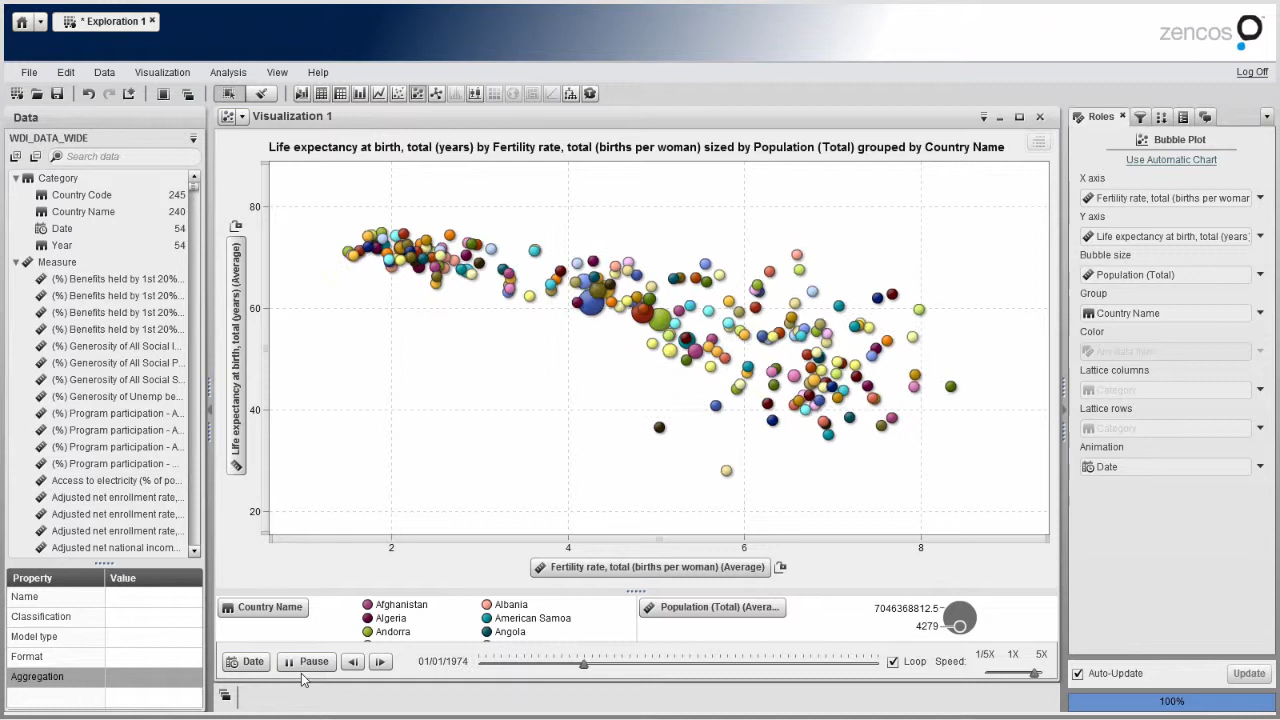 * Exploration 1
zencos
File Edit Data Visualization Analysis View Help
Log Off
Data
WDI_DATA_WIDE
Search data
Category
Country Code 245
Country Name 240
Date 54
Year 54
Measure
(%) Benefits held by 1st 20%...
(%) Benefits held by 1st 20%...
(%) Benefits held by 1st 20%...
(%) Benefits held by 1st 20%...
(%) Generosity of All Social I...
(%) Generosity of All Social P...
(%) Generosity of All Social S...
(%) Generosity of Unemp be...
(%) Program participation - A...
(%) Program participation - A...
(%) Program participation - A...
(%) Program participation - ...
Access to electricity (% of po...
Adjusted net enrollment rate,...
Adjusted net enrollment rate,...
Adjusted net enrollment rate,...
Adjusted net national incom...
Property Value
Name
Classification
Model type
Format
Aggregation
Visualization 1
Life expectancy at birth, total (years) by Fertility rate, total (births per woman) sized by Population (Total) grouped by Country Name
Life expectancy at birth, total (years) (Average)
80
60
40
20
2 4 6 8
Fertility rate, total (births per woman) (Average)
Country Name
Afghanistan Albania
Algeria American Samoa
Andorra Angola
Population (Total) (Avera...
7046368812.5
4279
Date Pause 01/01/1974 Loop Speed: 1/5X 1X 5X
Roles
Bubble Plot
Use Automatic Chart
X axis
Fertility rate, total (births per womar
Y axis
Life expectancy at birth, total (years)
Bubble size
Population (Total)
Group
Country Name
Color
Any data item
Lattice columns
Category
Lattice rows
Category
Animation
Date
Auto-Update Update
100%